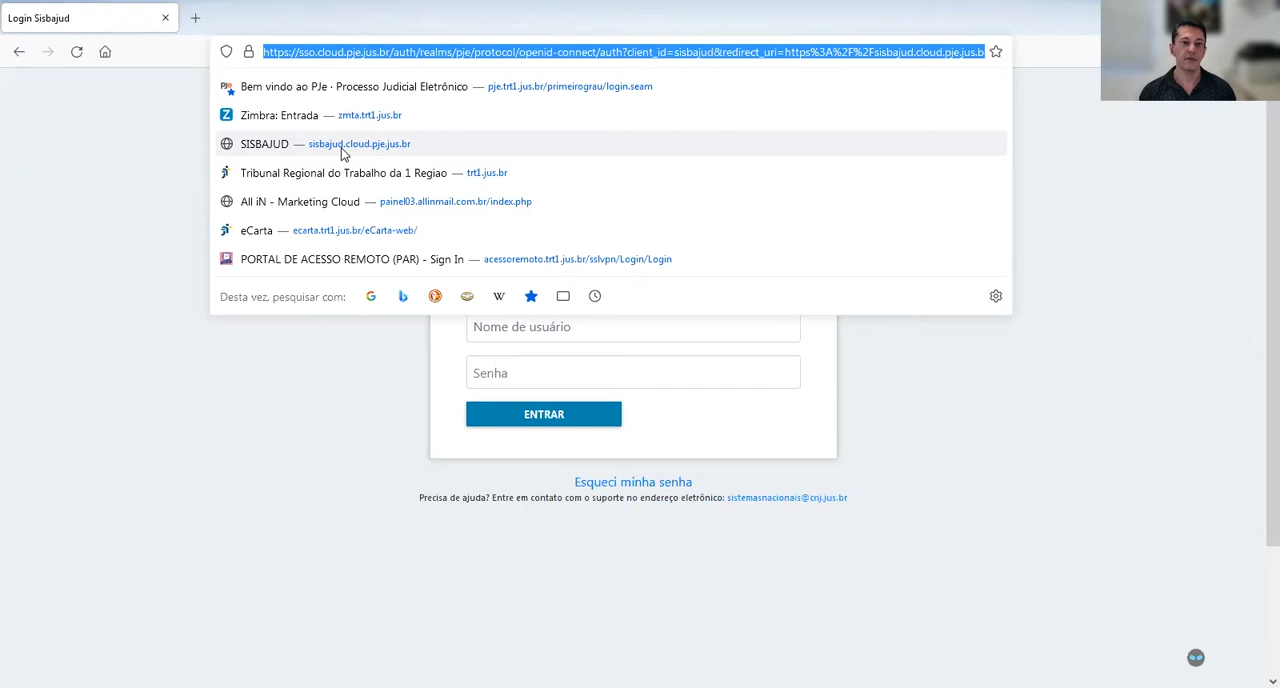 Login Sisbajud
https://sso.cloud.pje.jus.br/auth/realms/pje/protocol/openid-connect/auth?client_id=sisbajud&redirect_uri=https%3A%2F%2Fsisbajud.cloud.pje.jus.b
Bem vindo ao PJe · Processo Judicial Eletrônico — pje.trt1.jus.br/primeirograu/login.seam
Zimbra: Entrada — zmta.trt1.jus.br
SISBAJUD — sisbajud.cloud.pje.jus.br
Tribunal Regional do Trabalho da 1 Regiao — trt1.jus.br
All iN - Marketing Cloud — painel03.allinmail.com.br/index.php
eCarta — ecarta.trt1.jus.br/eCarta-web/
PORTAL DE ACESSO REMOTO (PAR) - Sign In — acessoremoto.trt1.jus.br/sslvpn/Login/Login
Desta vez, pesquisar com:
Nome de usuário
Senha
ENTRAR
Esqueci minha senha
Precisa de ajuda? Entre em contato com o suporte no endereço eletrônico: sistemasnacionais@cnj.jus.br